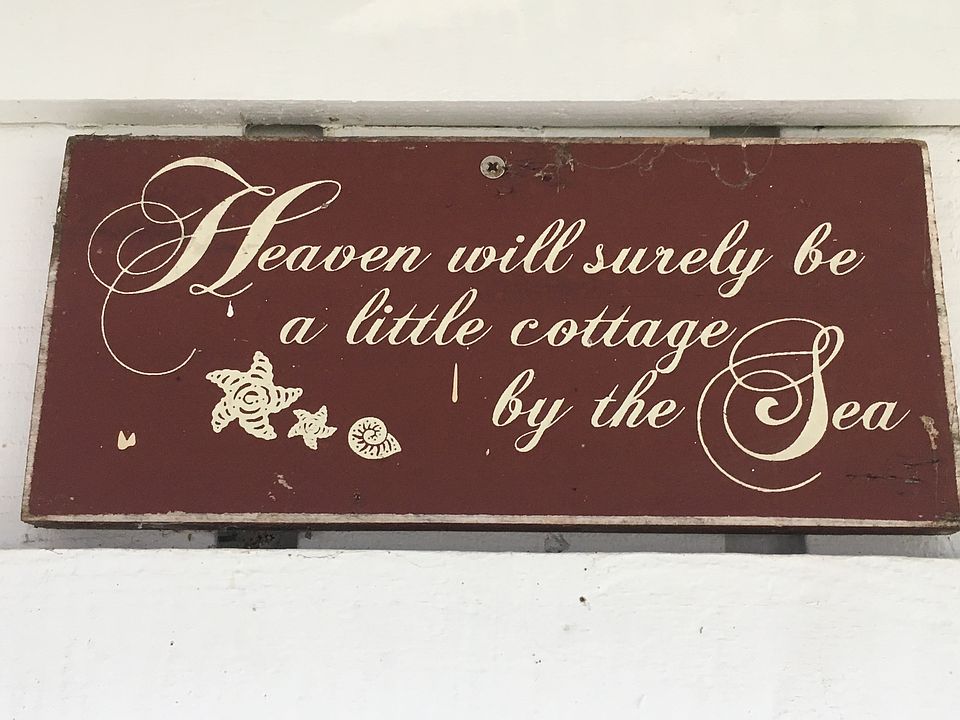 Heaven will surely be
a little cottage
by the Sea